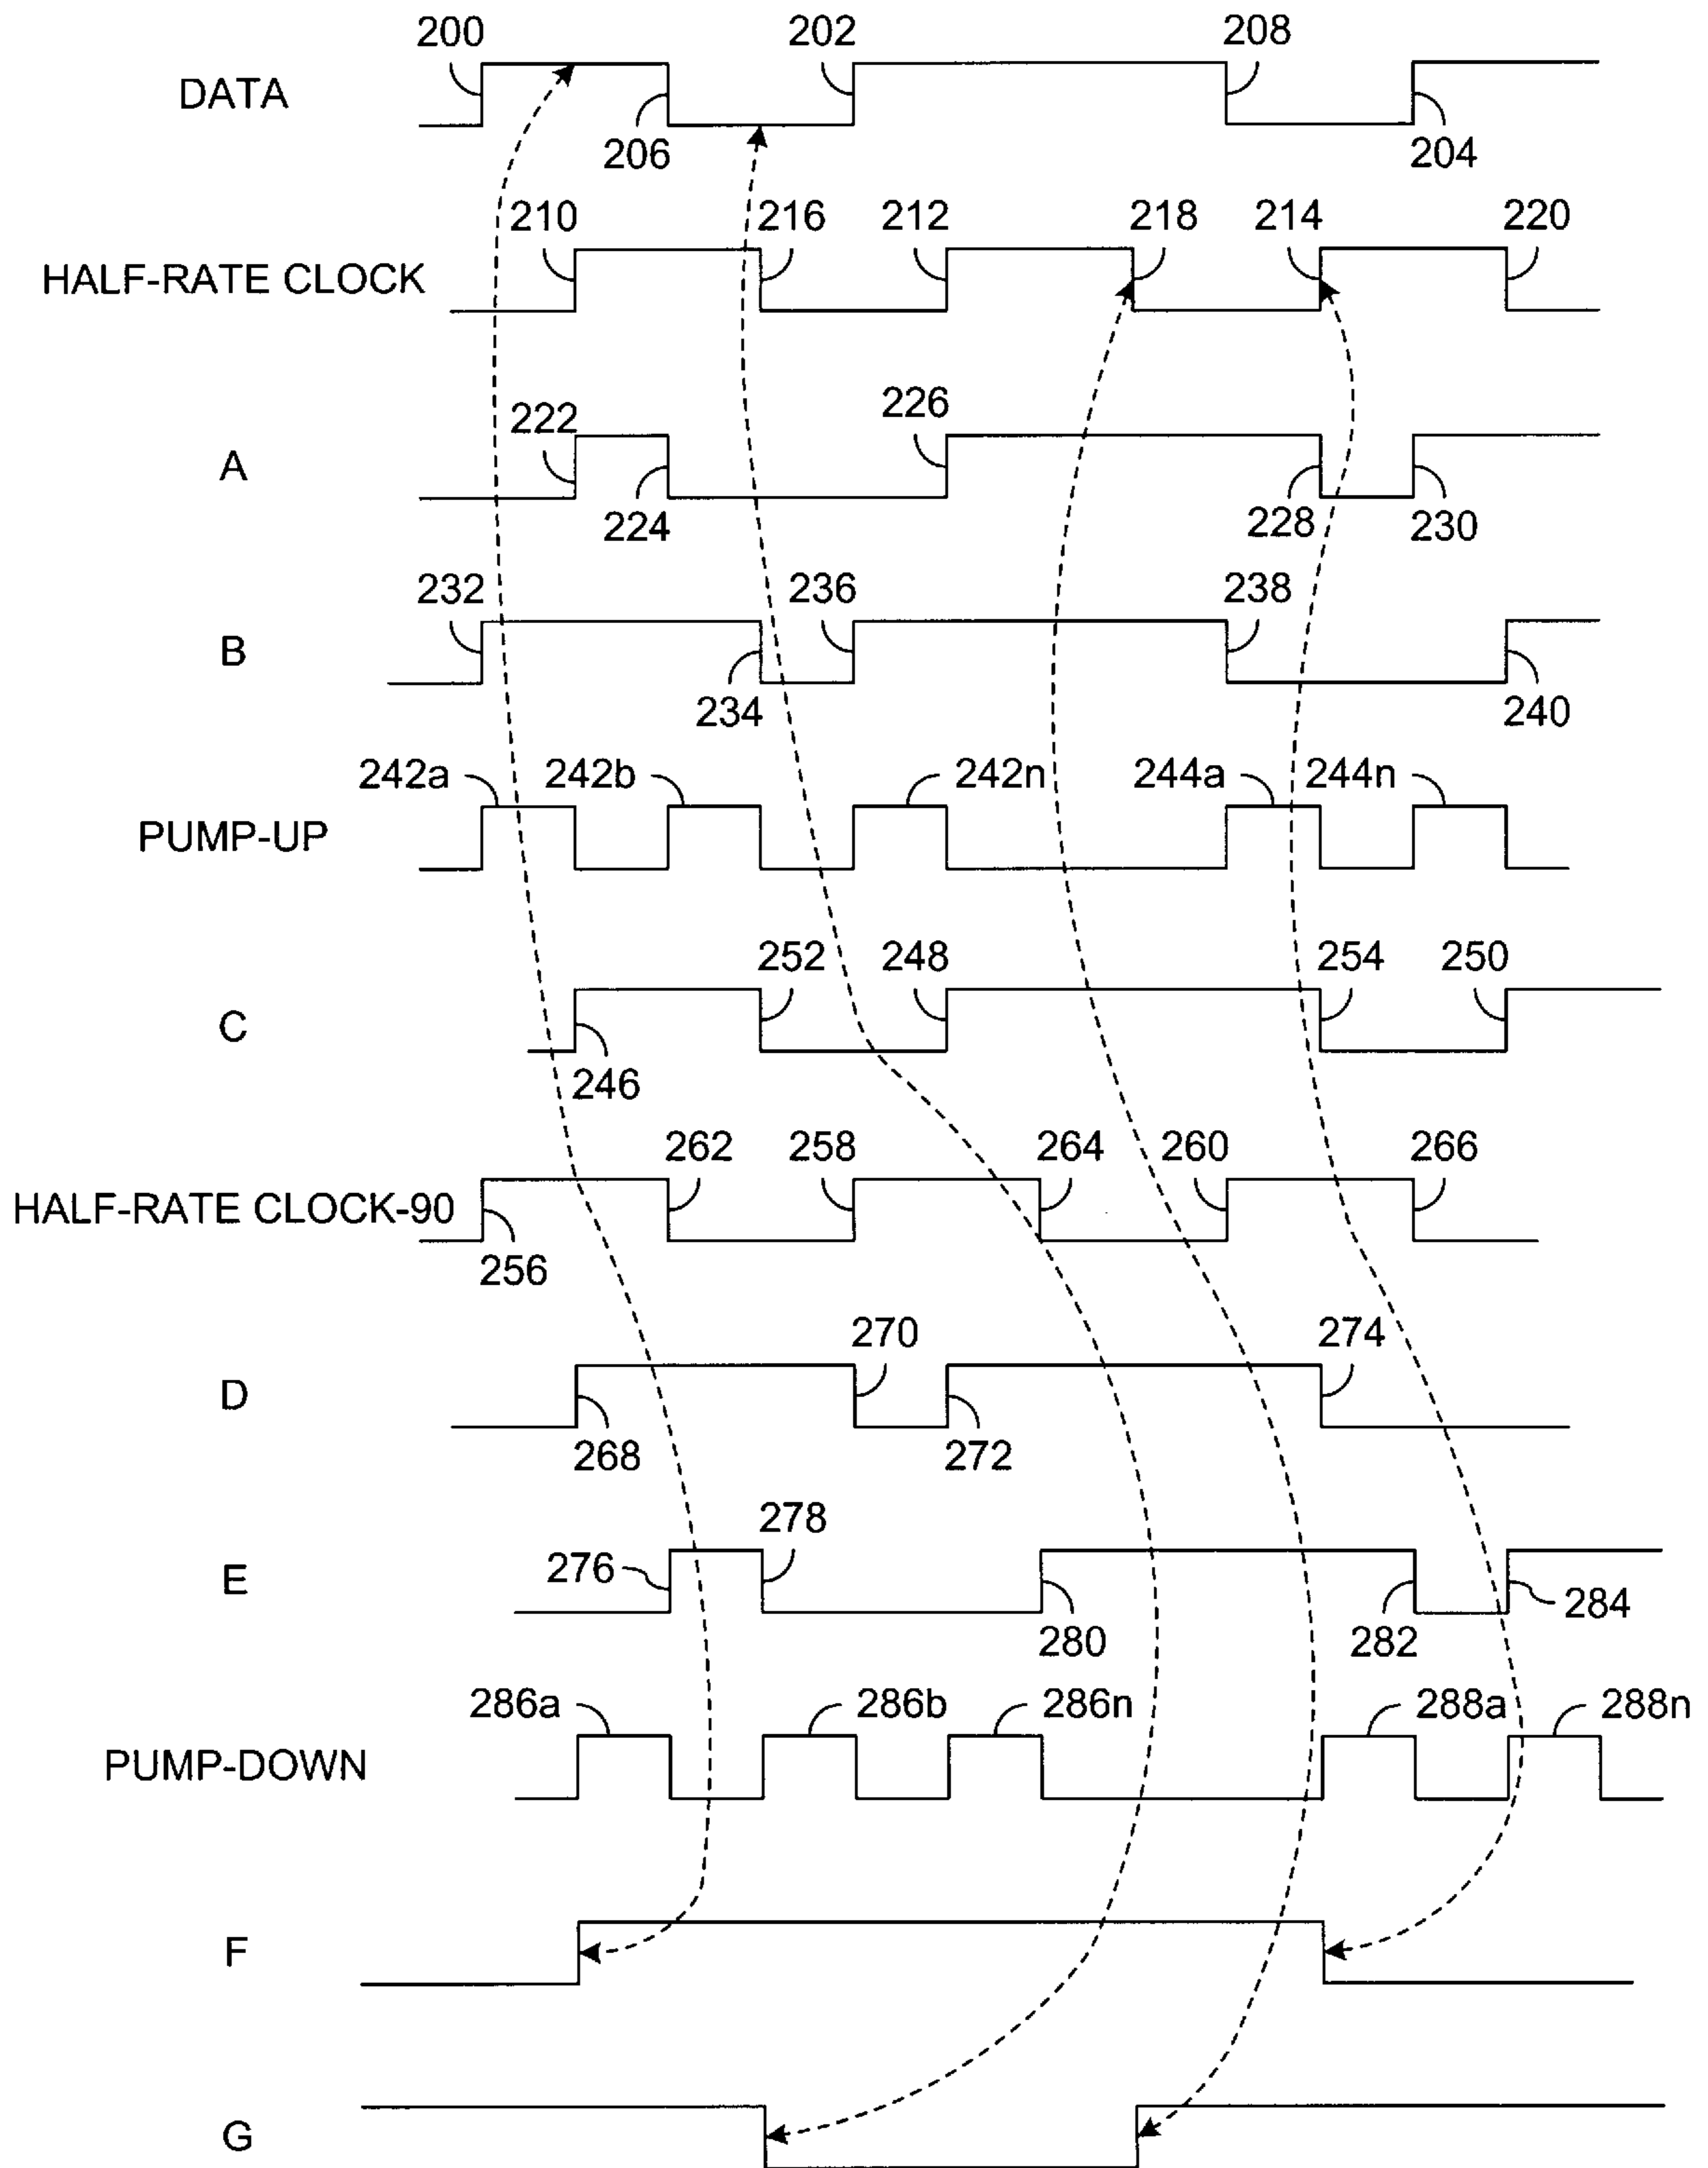 200 202 208
DATA
206 204
210 216 212 218 214 220
HALF-RATE CLOCK
222 226
A
224 228 230
232 236 238
B
234 240
242a 242b 242n 244a 244n
PUMP-UP
252 248 254 250
C
246
262 258 264 260 266
HALF-RATE CLOCK-90
256
270 274
D
268 272
278
276
E
284
280 282
286a 286b 286n 288a 288n
PUMP-DOWN
F
G